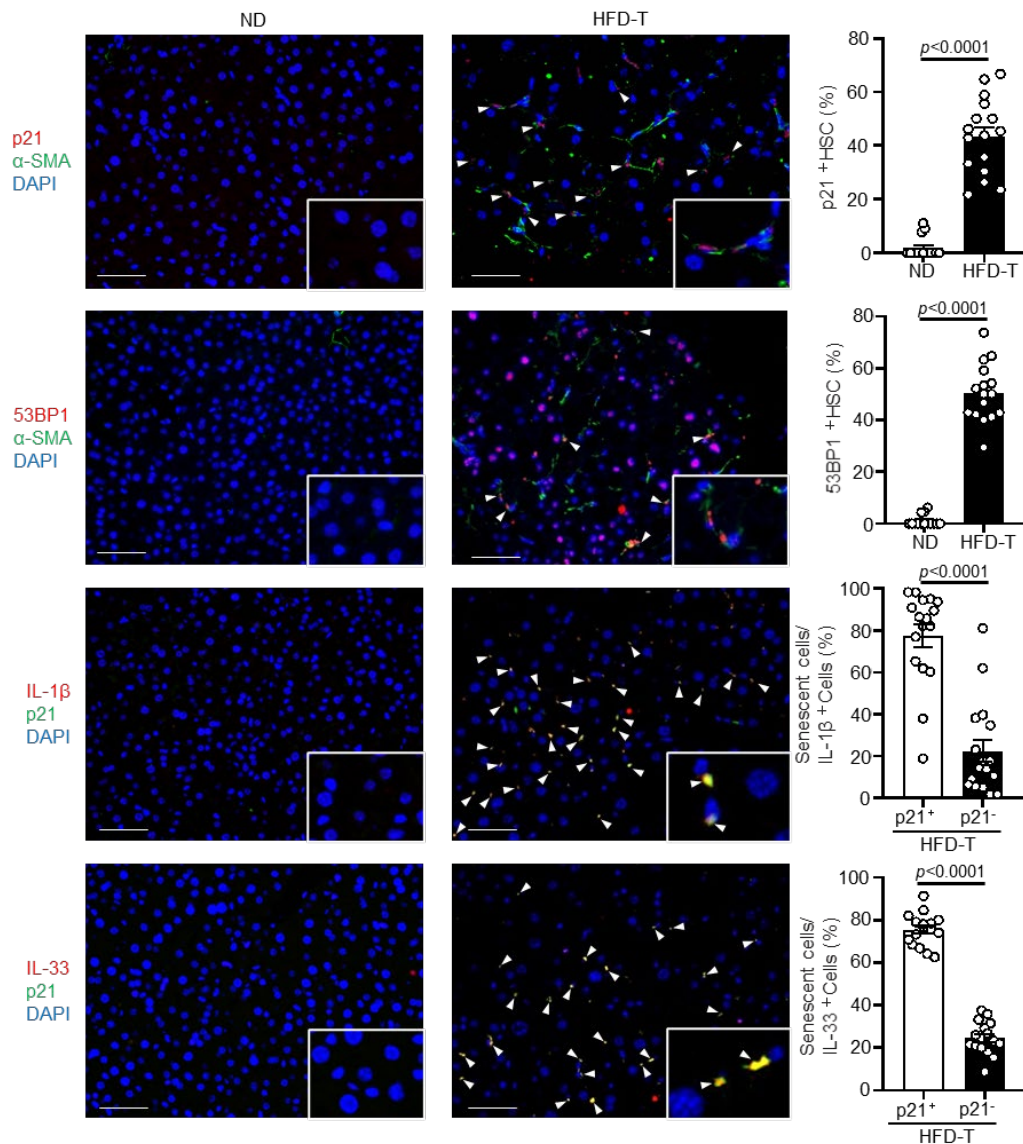 ND
HFD-T
p21
α-SMA
DAPI
p21 +HSC (%)
80
60
40
20
0
p<0.0001
ND
HFD-T
53BP1
α-SMA
DAPI
53BP1 +HSC (%)
80
60
40
20
0
p<0.0001
ND
HFD-T
IL-1β
p21
DAPI
Senescent cells/
IL-1β +Cells (%)
100
80
60
40
20
0
p<0.0001
p21+
p21-
HFD-T
IL-33
p21
DAPI
Senescent cells/
IL-33 +Cells (%)
100
80
60
40
20
0
p<0.0001
p21+
p21-
HFD-T